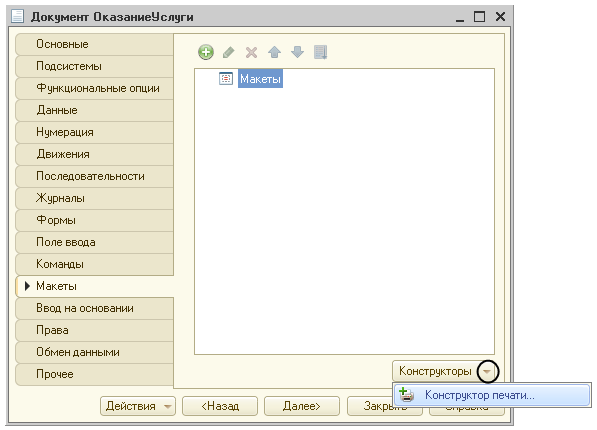 Документ ОказаниеУслуги
Основные
Подсистемы
Функциональные опции
Данные
Нумерация
Движения
Последовательности
Журналы
Формы
Поле ввода
Команды
Макеты
Ввод на основании
Права
Обмен данными
Прочее
Макеты
Конструкторы
Конструктор печати...
Действия
<Назад
Далее>
Закрыть
Справка